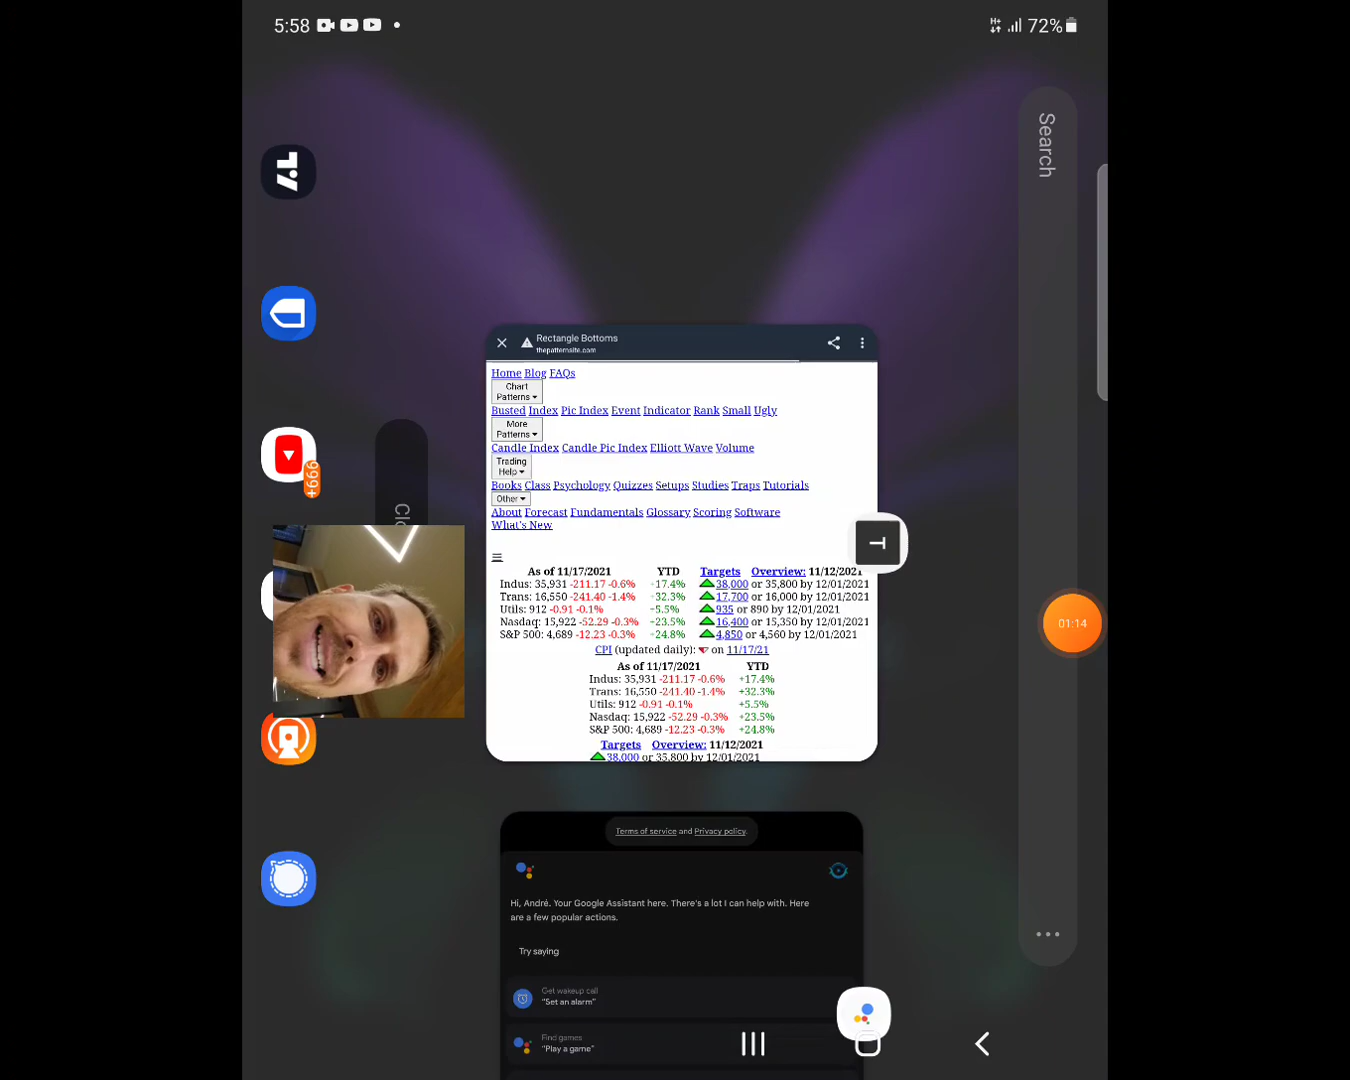 5:58
72%
Search
999+
Clo
Rectangle Bottoms
thepatternsite.com
Home Blog FAQs
Chart
Patterns
Busted Index Pic Index Event Indicator Rank Small Ugly
More
Patterns
Candle Index Candle Pic Index Elliott Wave Volume
Trading
Help
Books Class Psychology Quizzes Setups Studies Traps Tutorials
Other
About Forecast Fundamentals Glossary Scoring Software
What's New
As of 11/17/2021 YTD Targets Overview: 11/12/2021
Indus: 35,931 -211.17 -0.6% +17.4% 38,000 or 35,800 by 12/01/2021
Trans: 16,550 -241.40 -1.4% +32.3% 17,700 or 16,000 by 12/01/2021
Utils: 912 -0.91 -0.1% +5.5% 935 or 890 by 12/01/2021
Nasdaq: 15,922 -52.29 -0.3% +23.5% 16,400 or 15,350 by 12/01/2021
S&P 500: 4,689 -12.23 -0.3% +24.8% 4,850 or 4,560 by 12/01/2021
CPI (updated daily): on 11/17/21
As of 11/17/2021 YTD
Indus: 35,931 -211.17 -0.6% +17.4%
Trans: 16,550 -241.40 -1.4% +32.3%
Utils: 912 -0.91 -0.1% +5.5%
Nasdaq: 15,922 -52.29 -0.3% +23.5%
S&P 500: 4,689 -12.23 -0.3% +24.8%
Targets Overview: 11/12/2021
38,000 or 35,800 by 12/01/2021
01:14
Terms of service and Privacy policy.
Hi, André. Your Google Assistant here. There's a lot I can help with. Here
are a few popular actions.
Try saying
Get wakeup call
"Set an alarm"
Find games
"Play a game"